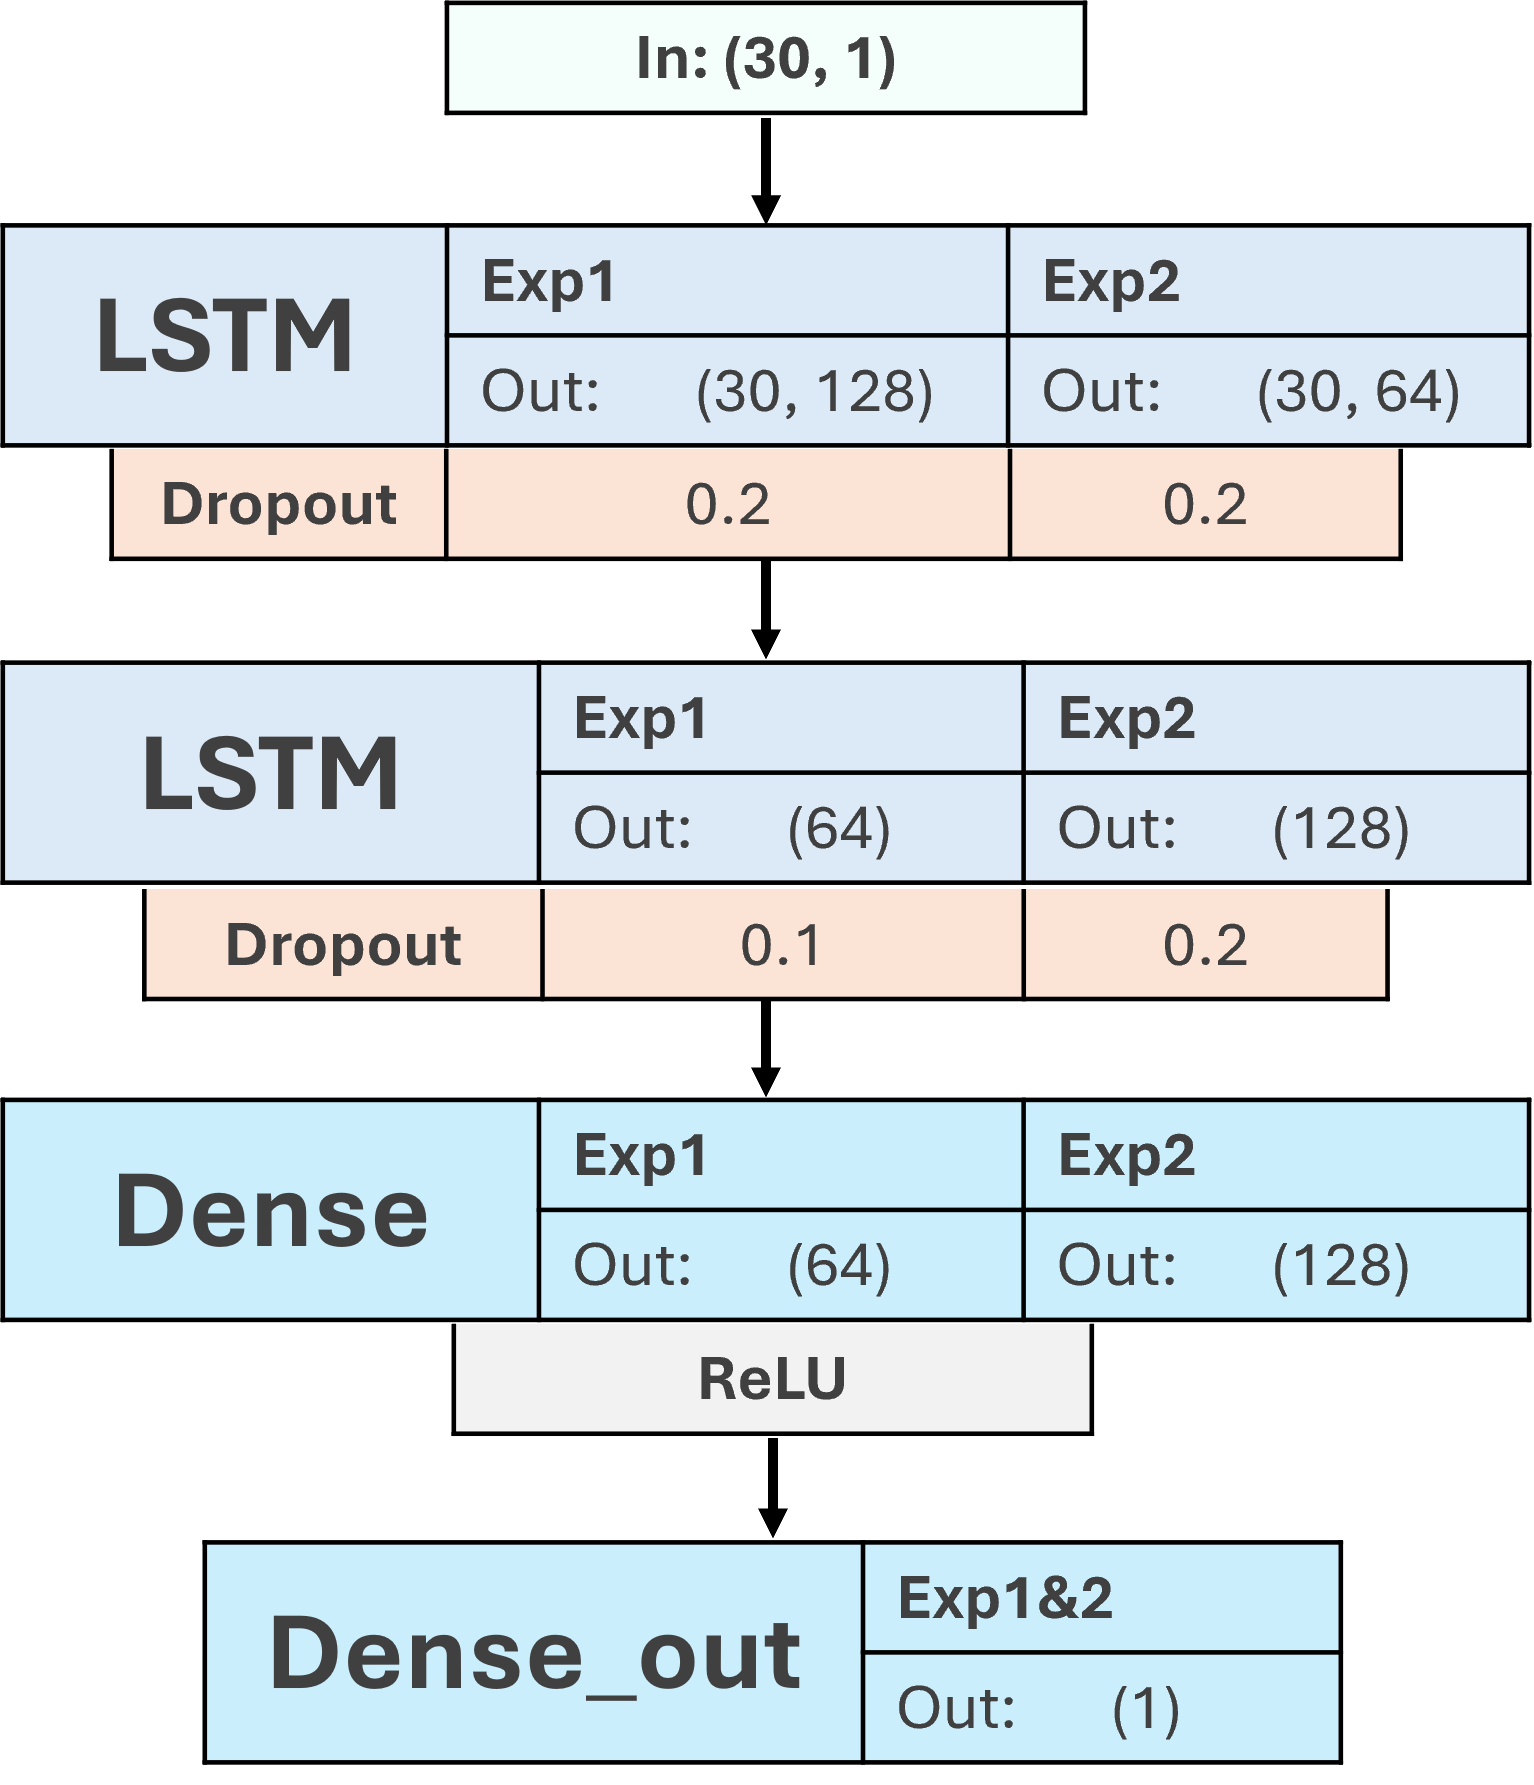 In: (30, 1)
LSTM
Exp1
Exp2
Out: (30, 128)
Out: (30, 64)
Dropout
0.2
0.2
LSTM
Exp1
Exp2
Out: (64)
Out: (128)
Dropout
0.1
0.2
Dense
Exp1
Exp2
Out: (64)
Out: (128)
ReLU
Dense_out
Exp1&2
Out: (1)